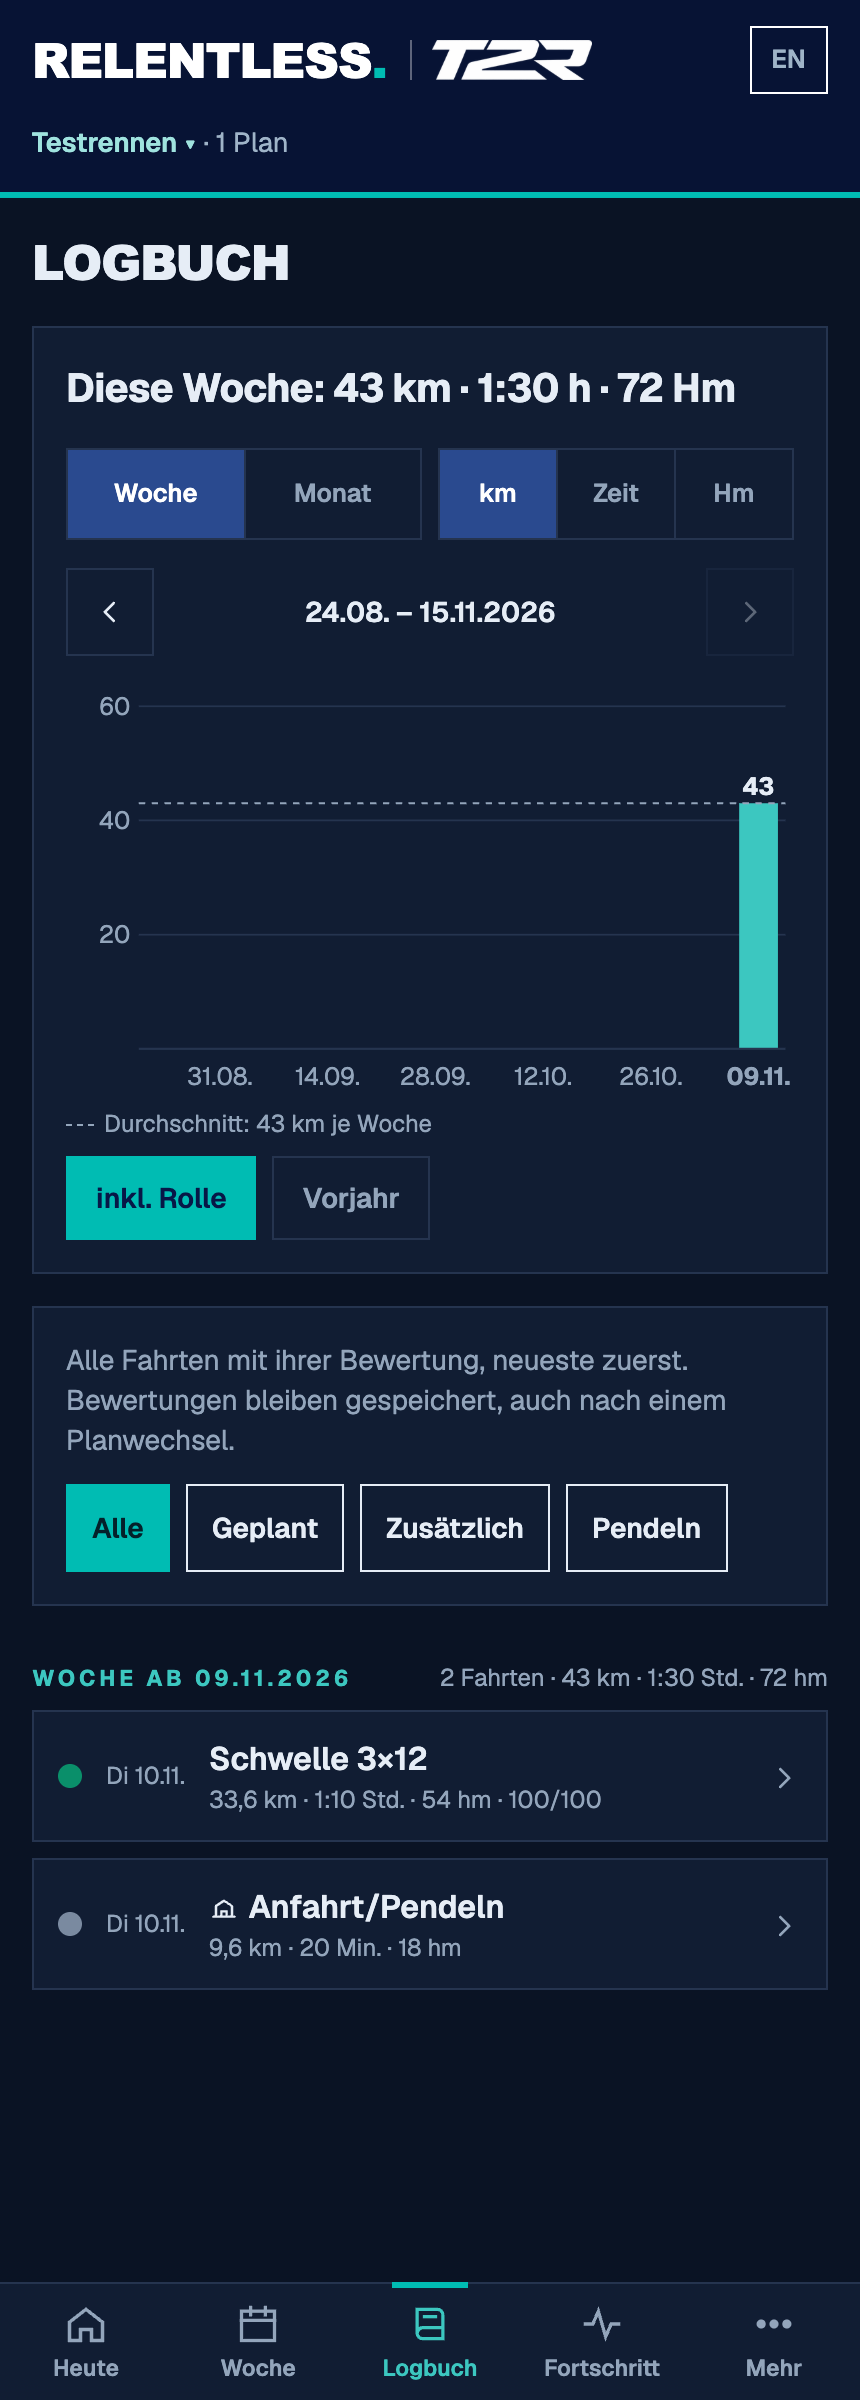 RELENTLESS. | T2R
EN
Testrennen ▾ · 1 Plan
LOGBUCH
Diese Woche: 43 km · 1:30 h · 72 Hm
Woche Monat km Zeit Hm
24.08. – 15.11.2026
60
43
40
20
31.08. 14.09. 28.09. 12.10. 26.10. 09.11.
--- Durchschnitt: 43 km je Woche
inkl. Rolle Vorjahr
Alle Fahrten mit ihrer Bewertung, neueste zuerst.
Bewertungen bleiben gespeichert, auch nach einem
Planwechsel.
Alle Geplant Zusätzlich Pendeln
WOCHE AB 09.11.2026 2 Fahrten · 43 km · 1:30 Std. · 72 hm
Di 10.11. Schwelle 3×12
33,6 km · 1:10 Std. · 54 hm · 100/100
Di 10.11. Anfahrt/Pendeln
9,6 km · 20 Min. · 18 hm
Heute Woche Logbuch Fortschritt Mehr